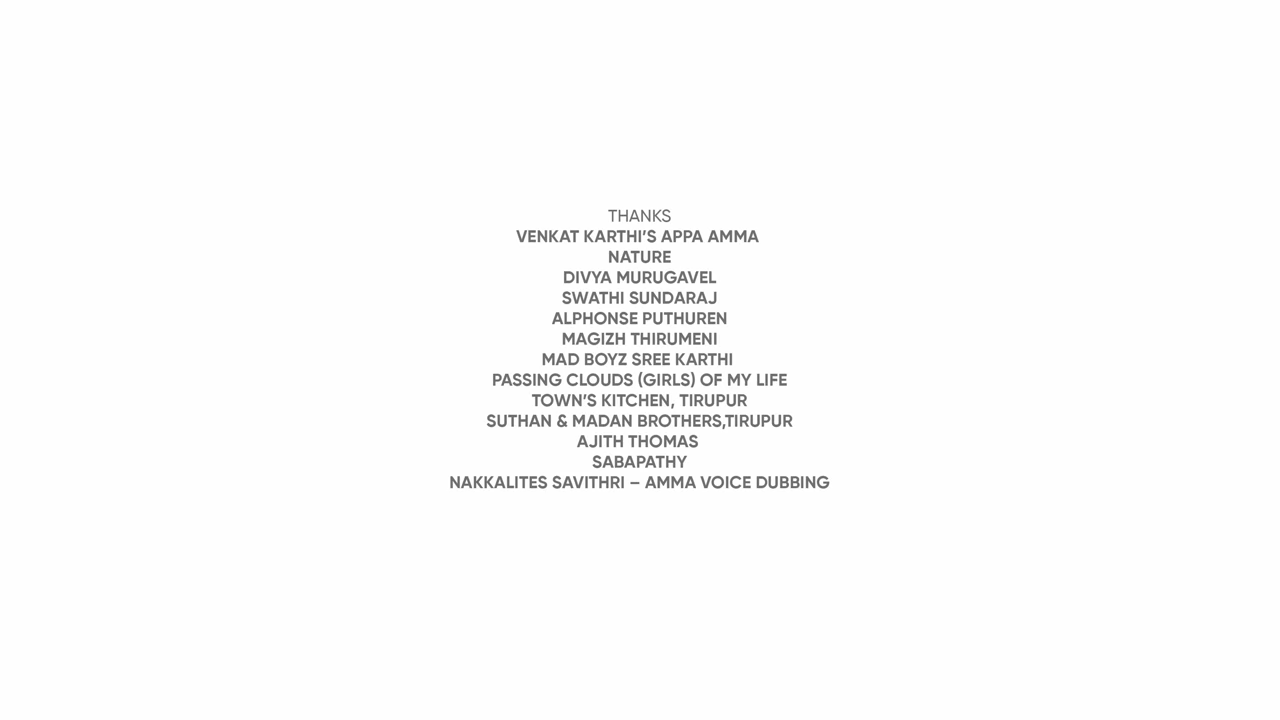 THANKS
VENKAT KARTHI'S APPA AMMA
NATURE
DIVYA MURUGAVEL
SWATHI SUNDARAJ
ALPHONSE PUTHUREN
MAGIZH THIRUMENI
MAD BOYZ SREE KARTHI
PASSING CLOUDS (GIRLS) OF MY LIFE
TOWN'S KITCHEN, TIRUPUR
SUTHAN & MADAN BROTHERS,TIRUPUR
AJITH THOMAS
SABAPATHY
NAKKALITES SAVITHRI – AMMA VOICE DUBBING